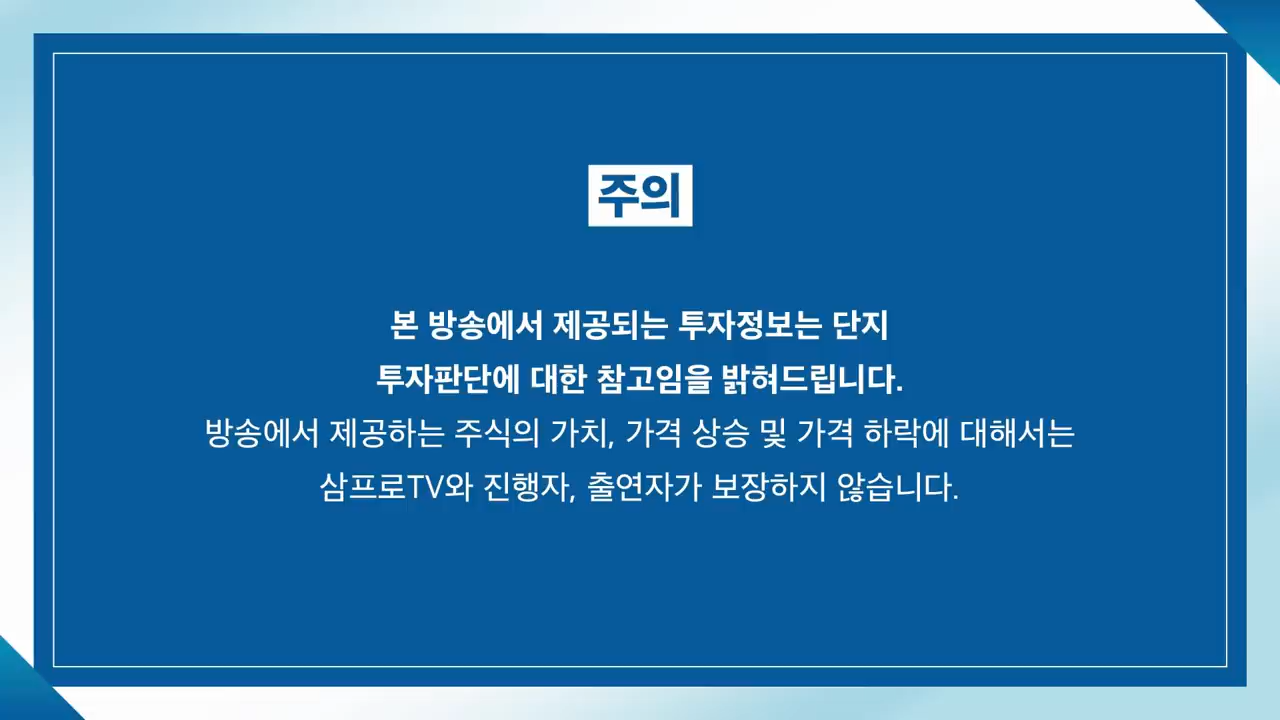 주의
본 방송에서 제공되는 투자정보는 단지
투자판단에 대한 참고임을 밝혀드립니다.
방송에서 제공하는 주식의 가치, 가격 상승 및 가격 하락에 대해서는
삼프로TV와 진행자, 출연자가 보장하지 않습니다.